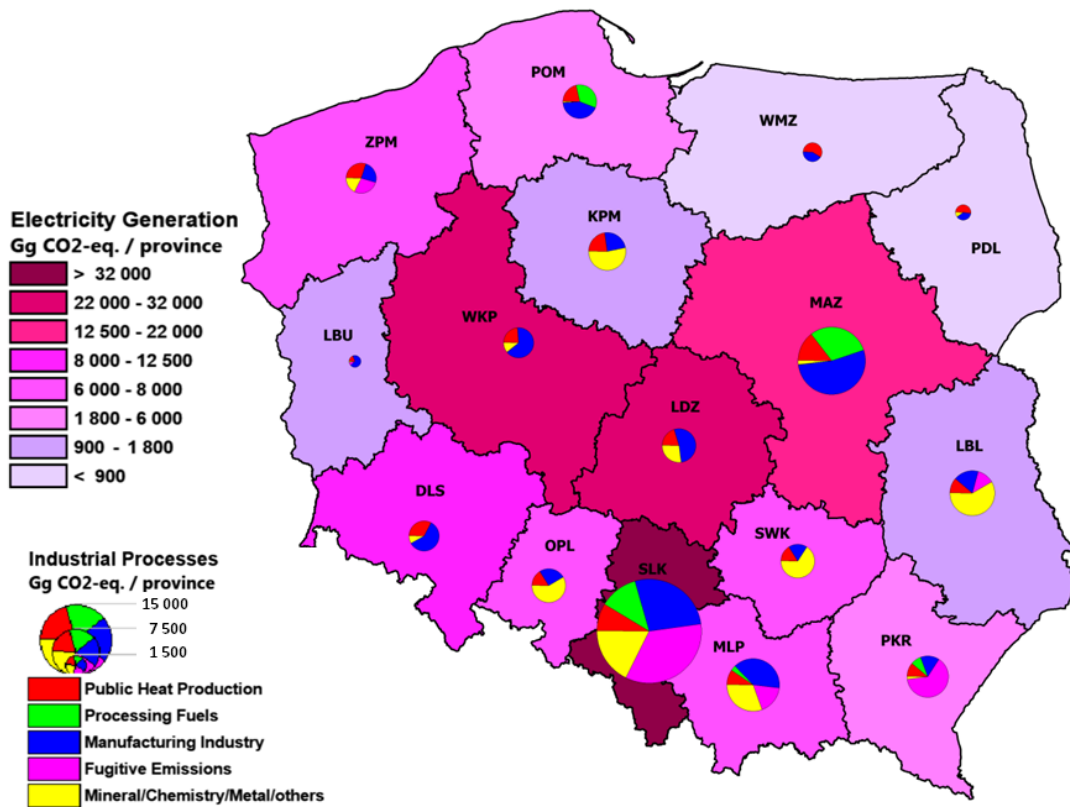 POM
WMZ
ZPM
KPM
PDL
Electricity Generation
Gg CO2-eq. / province
> 32 000
22 000 - 32 000
12 500 - 22 000
8 000 - 12 500
6 000 - 8 000
1 800 - 6 000
900 - 1 800
< 900
MAZ
WKP
LBU
LDZ
LBL
DLS
SWK
OPL
SLK
MLP
PKR
Industrial Processes
Gg CO2-eq. / province
15 000
7 500
1 500
Public Heat Production
Processing Fuels
Manufacturing Industry
Fugitive Emissions
Mineral/Chemistry/Metal/others